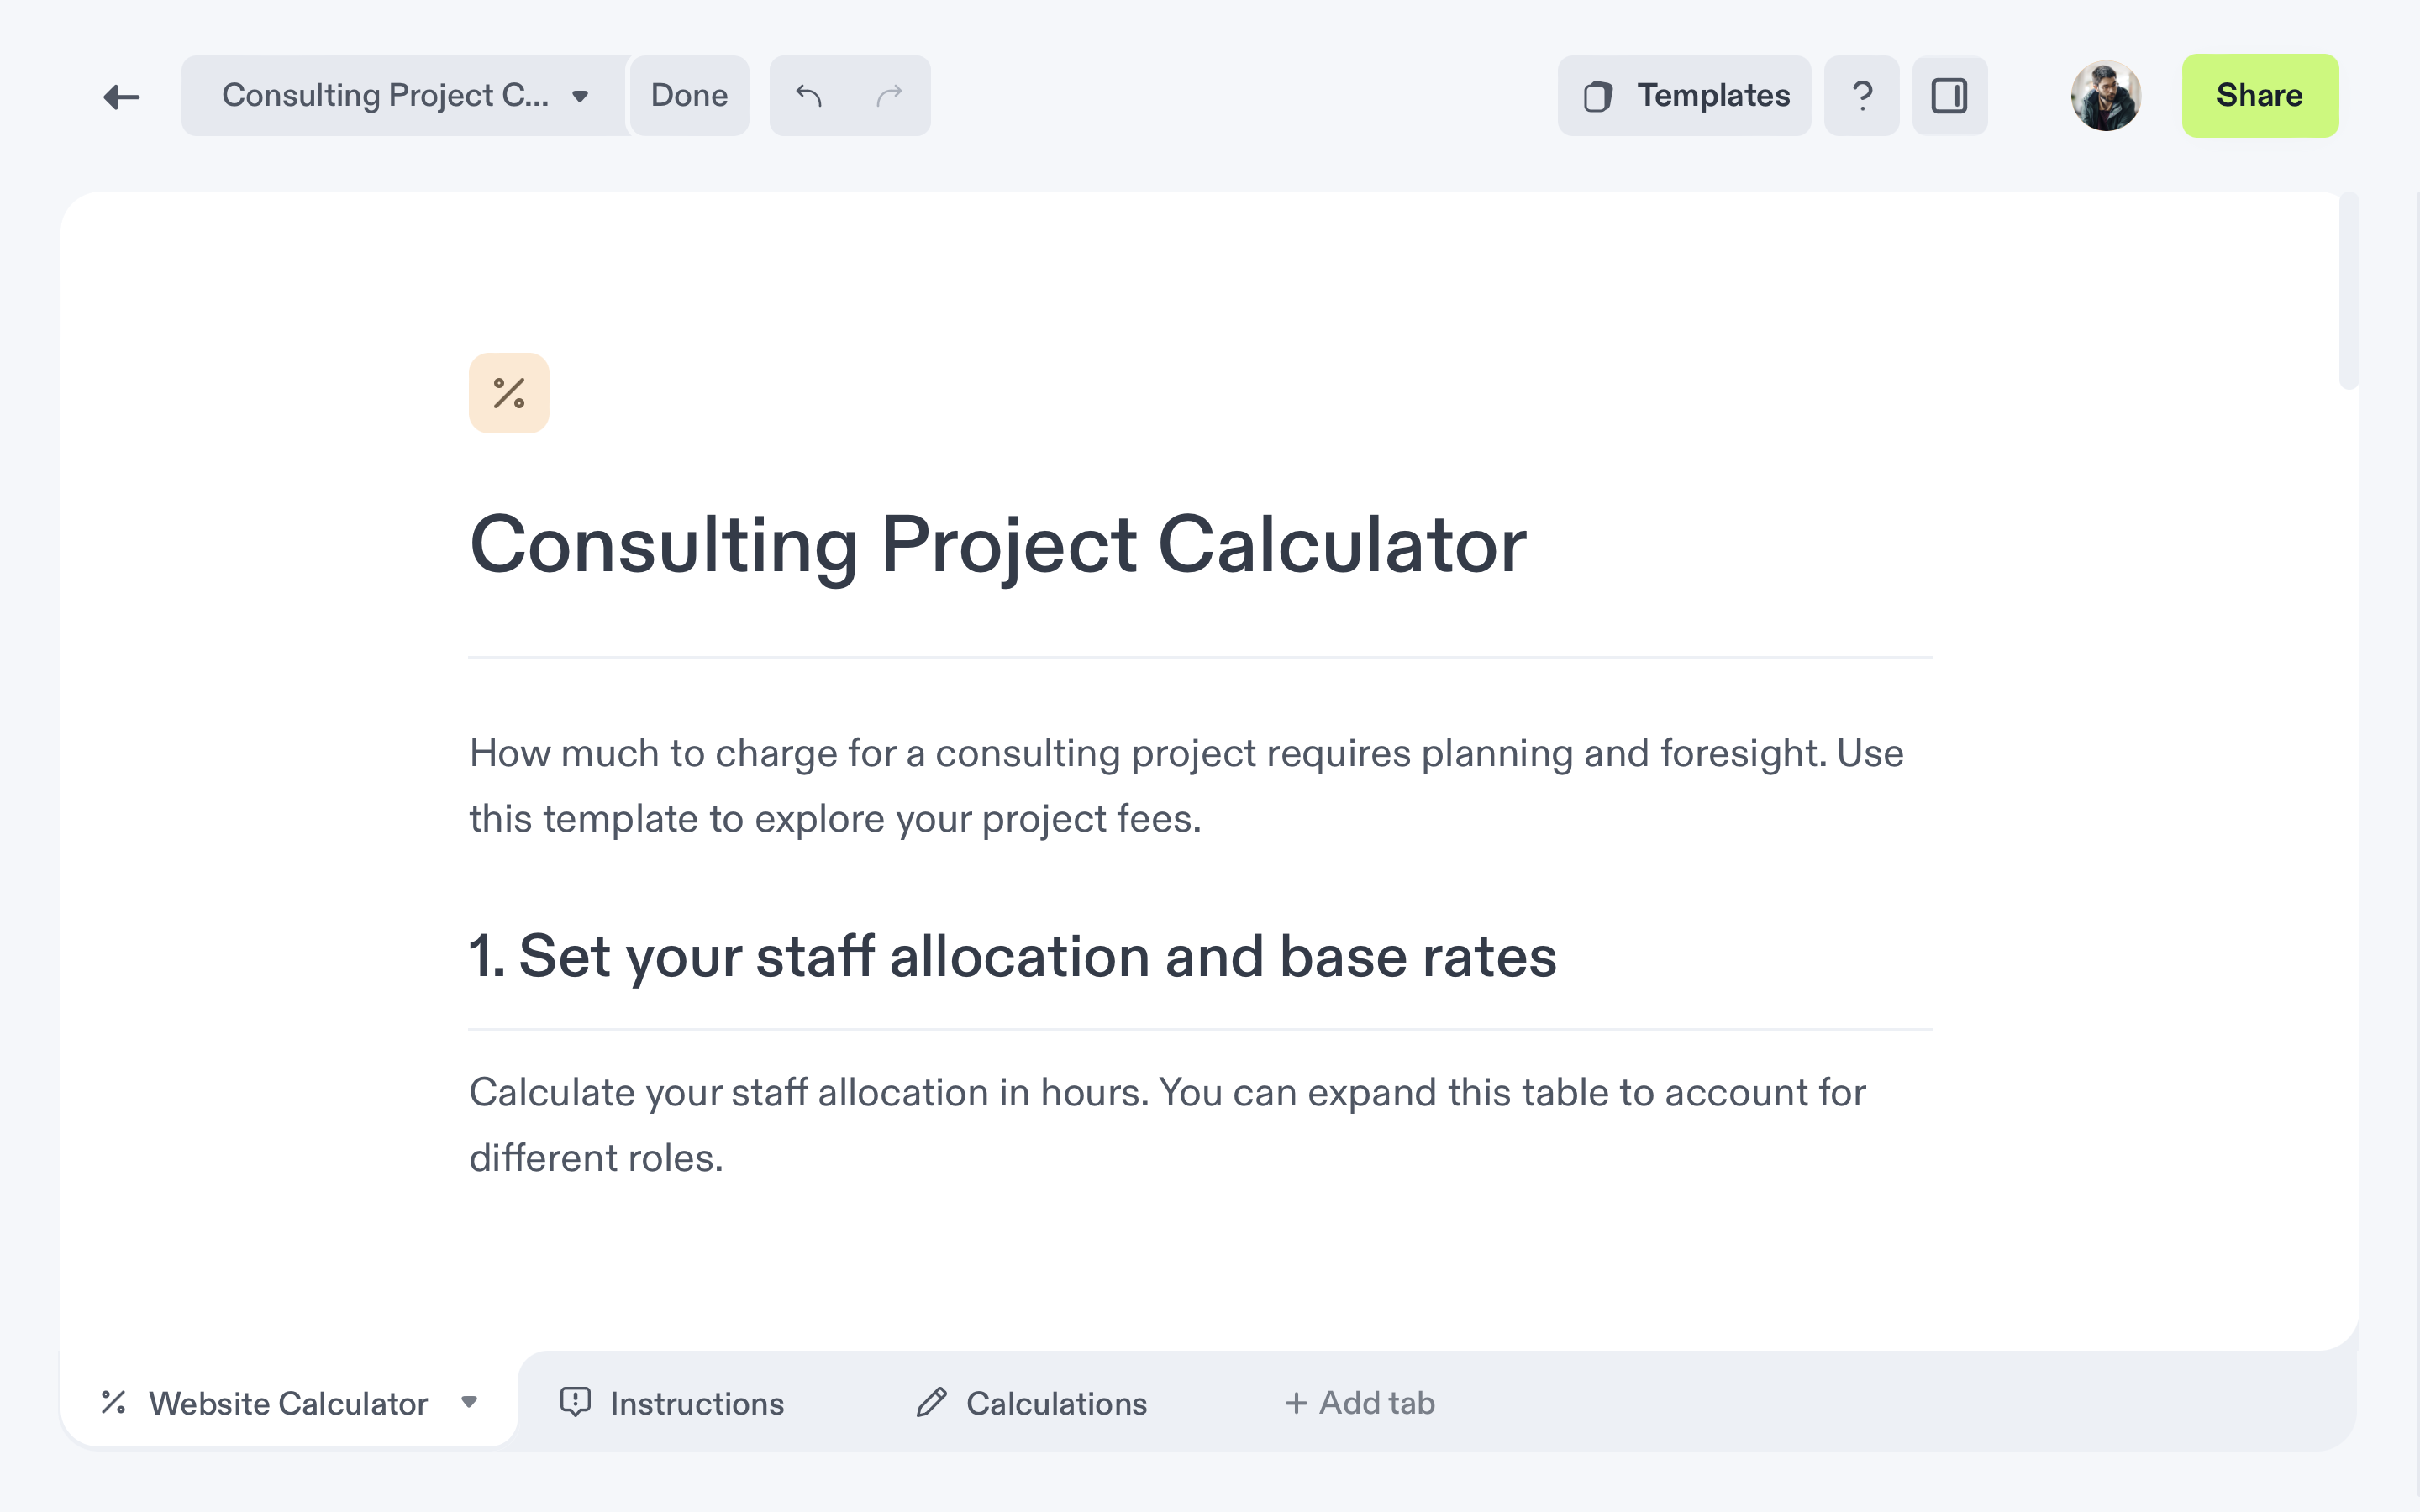 Consulting Project C...
Done
Templates
?
Share
%
Consulting Project Calculator
How much to charge for a consulting project requires planning and foresight. Use
this template to explore your project fees.
1. Set your staff allocation and base rates
Calculate your staff allocation in hours. You can expand this table to account for
different roles.
% Website Calculator
Instructions
Calculations
+ Add tab